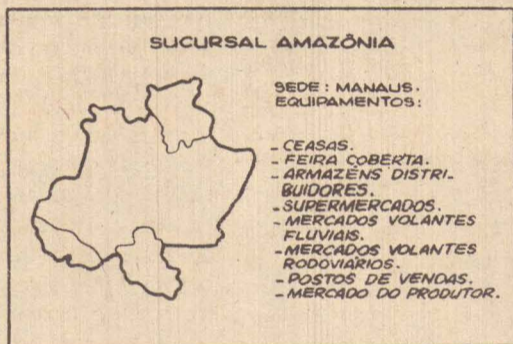 SUCURSAL AMAZÔNIA
SEDE: MANAUS.
EQUIPAMENTOS:
- CEASAS.
- FEIRA COBERTA.
- ARMAZÉNS DISTRI-
BUIDORES.
- SUPERMERCADOS.
- MERCADOS VOLANTES
FLUVIAIS.
- MERCADOS VOLANTES
RODOVIÁRIOS.
- POSTOS DE VENDAS.
- MERCADO DO PRODUTOR.